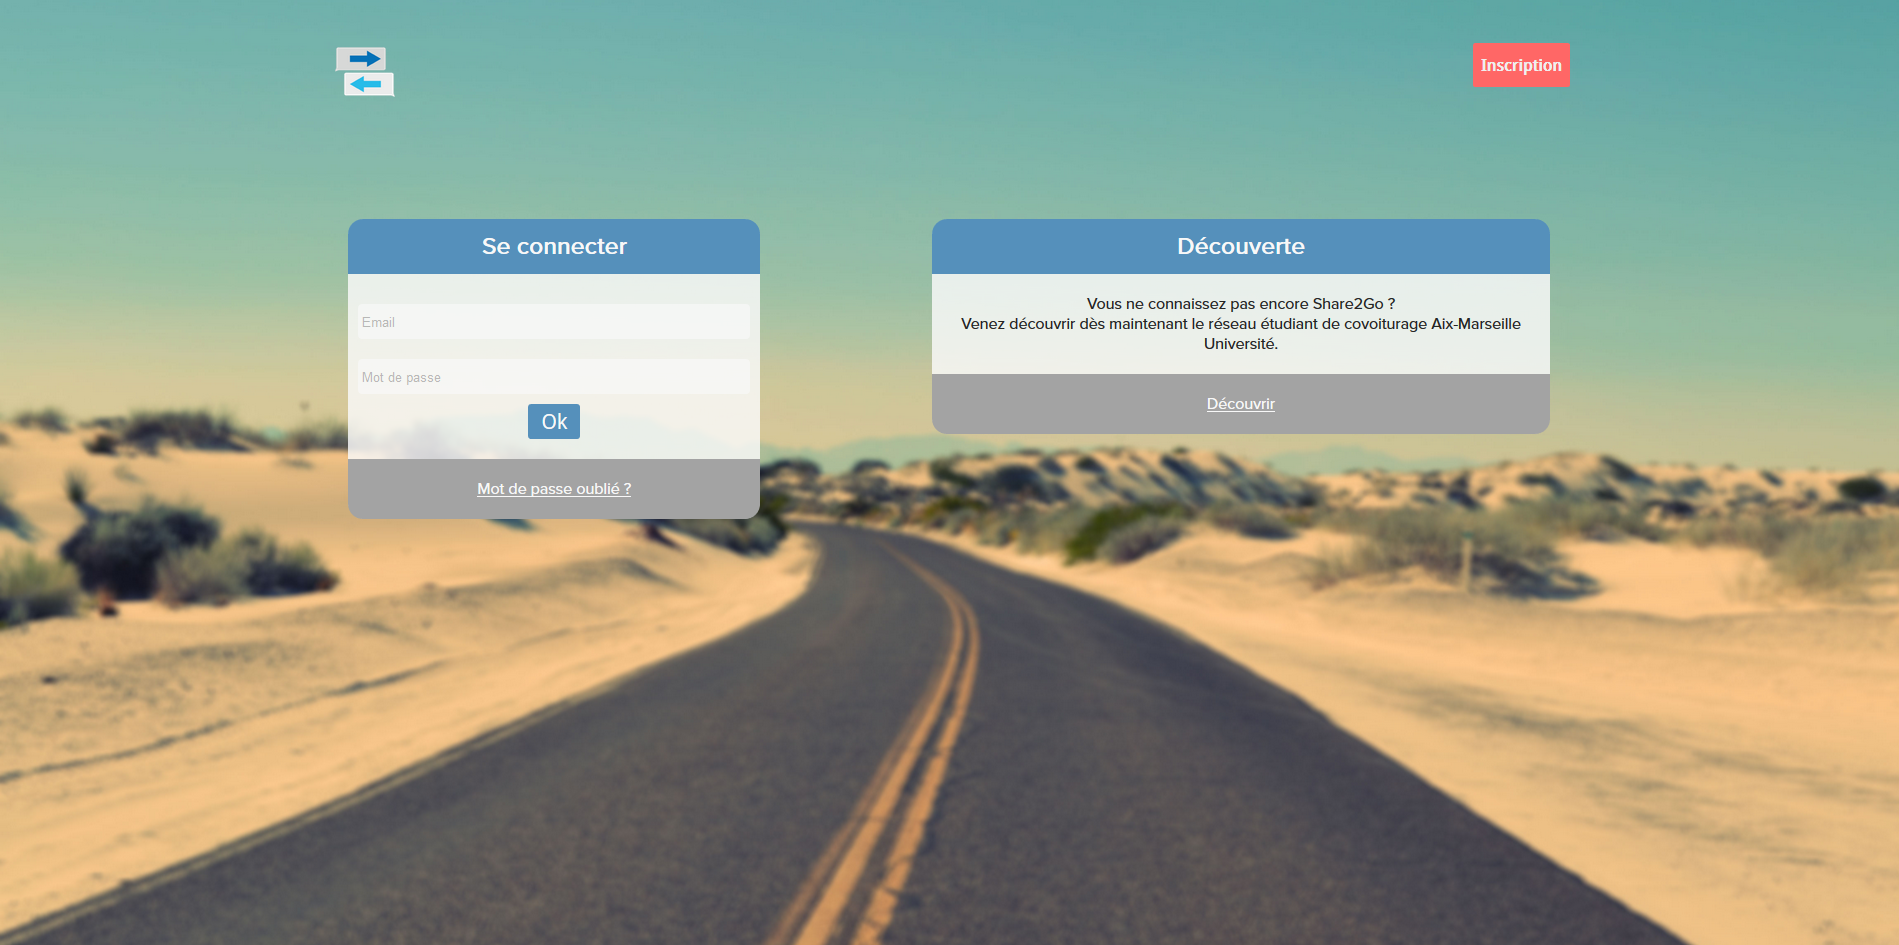 Inscription
Se connecter
Email
Mot de passe
Ok
Mot de passe oublié ?
Découverte
Vous ne connaissez pas encore Share2Go ?
Venez découvrir dès maintenant le réseau étudiant de covoiturage Aix-Marseille
Université.
Découvrir